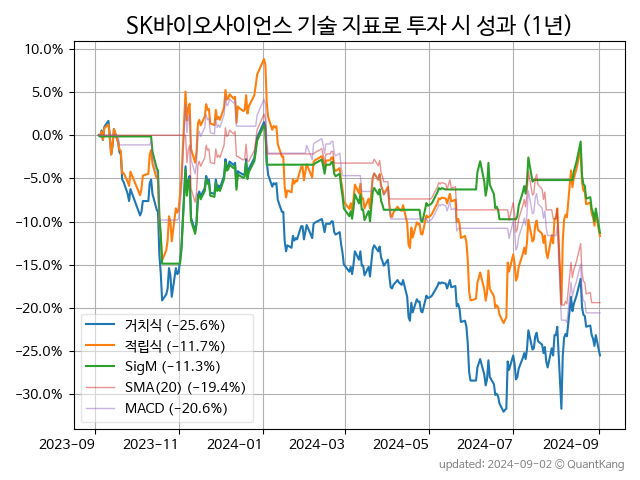 SK바이오사이언스 기술 지표로 투자 시 성과 (1년)
10.0%
5.0%
0.0%
−5.0%
−10.0%
−15.0%
−20.0%
−25.0%
−30.0%
거치식 (−25.6%)
적립식 (−11.7%)
SigM (−11.3%)
SMA(20) (−19.4%)
MACD (−20.6%)
2023-09 2023-11 2024-01 2024-03 2024-05 2024-07 2024-09
updated: 2024-09-02 © QuantKang